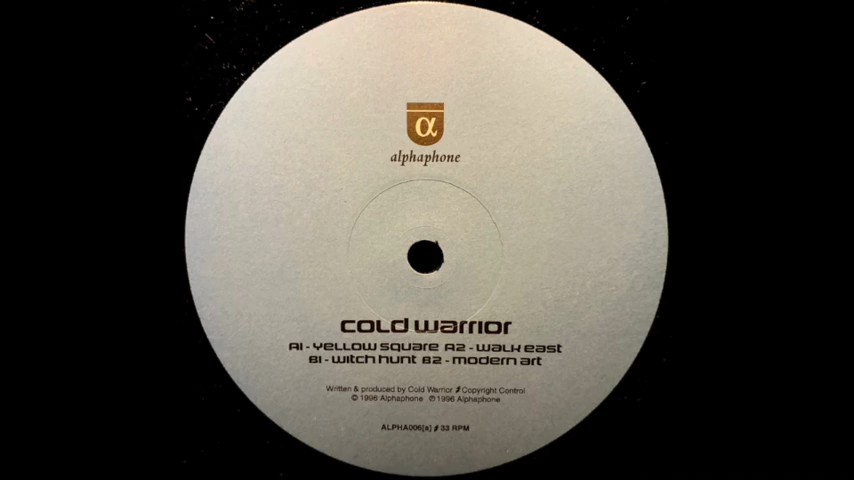 α
alphaphone
COLD WARRIOR
A1 - YELLOW SQUARE A2 - WALK EAST
B1 - WITCH HUNT B2 - MODERN ART
Written & produced by Cold Warrior // Copyright Control
© 1996 Alphaphone ℗ 1996 Alphaphone
ALPHA006[a] // 33 RPM